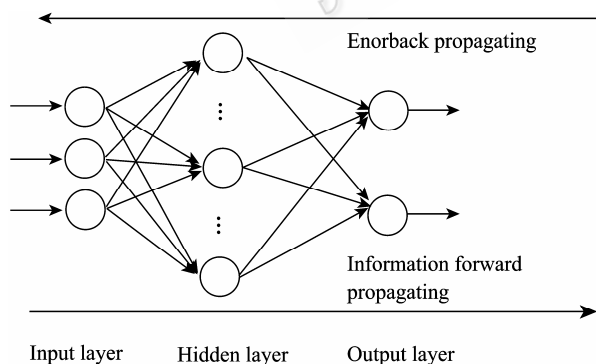 Enorback propagating
Information forward
propagating
Input layer
Hidden layer
Output layer